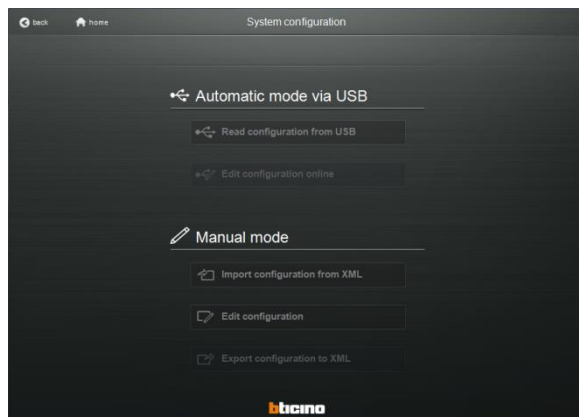 back
home
System configuration
Automatic mode via USB
Read configuration from USB
Edit configuration online
Manual mode
Import configuration from XML
Edit configuration
Export configuration to XML
bticino